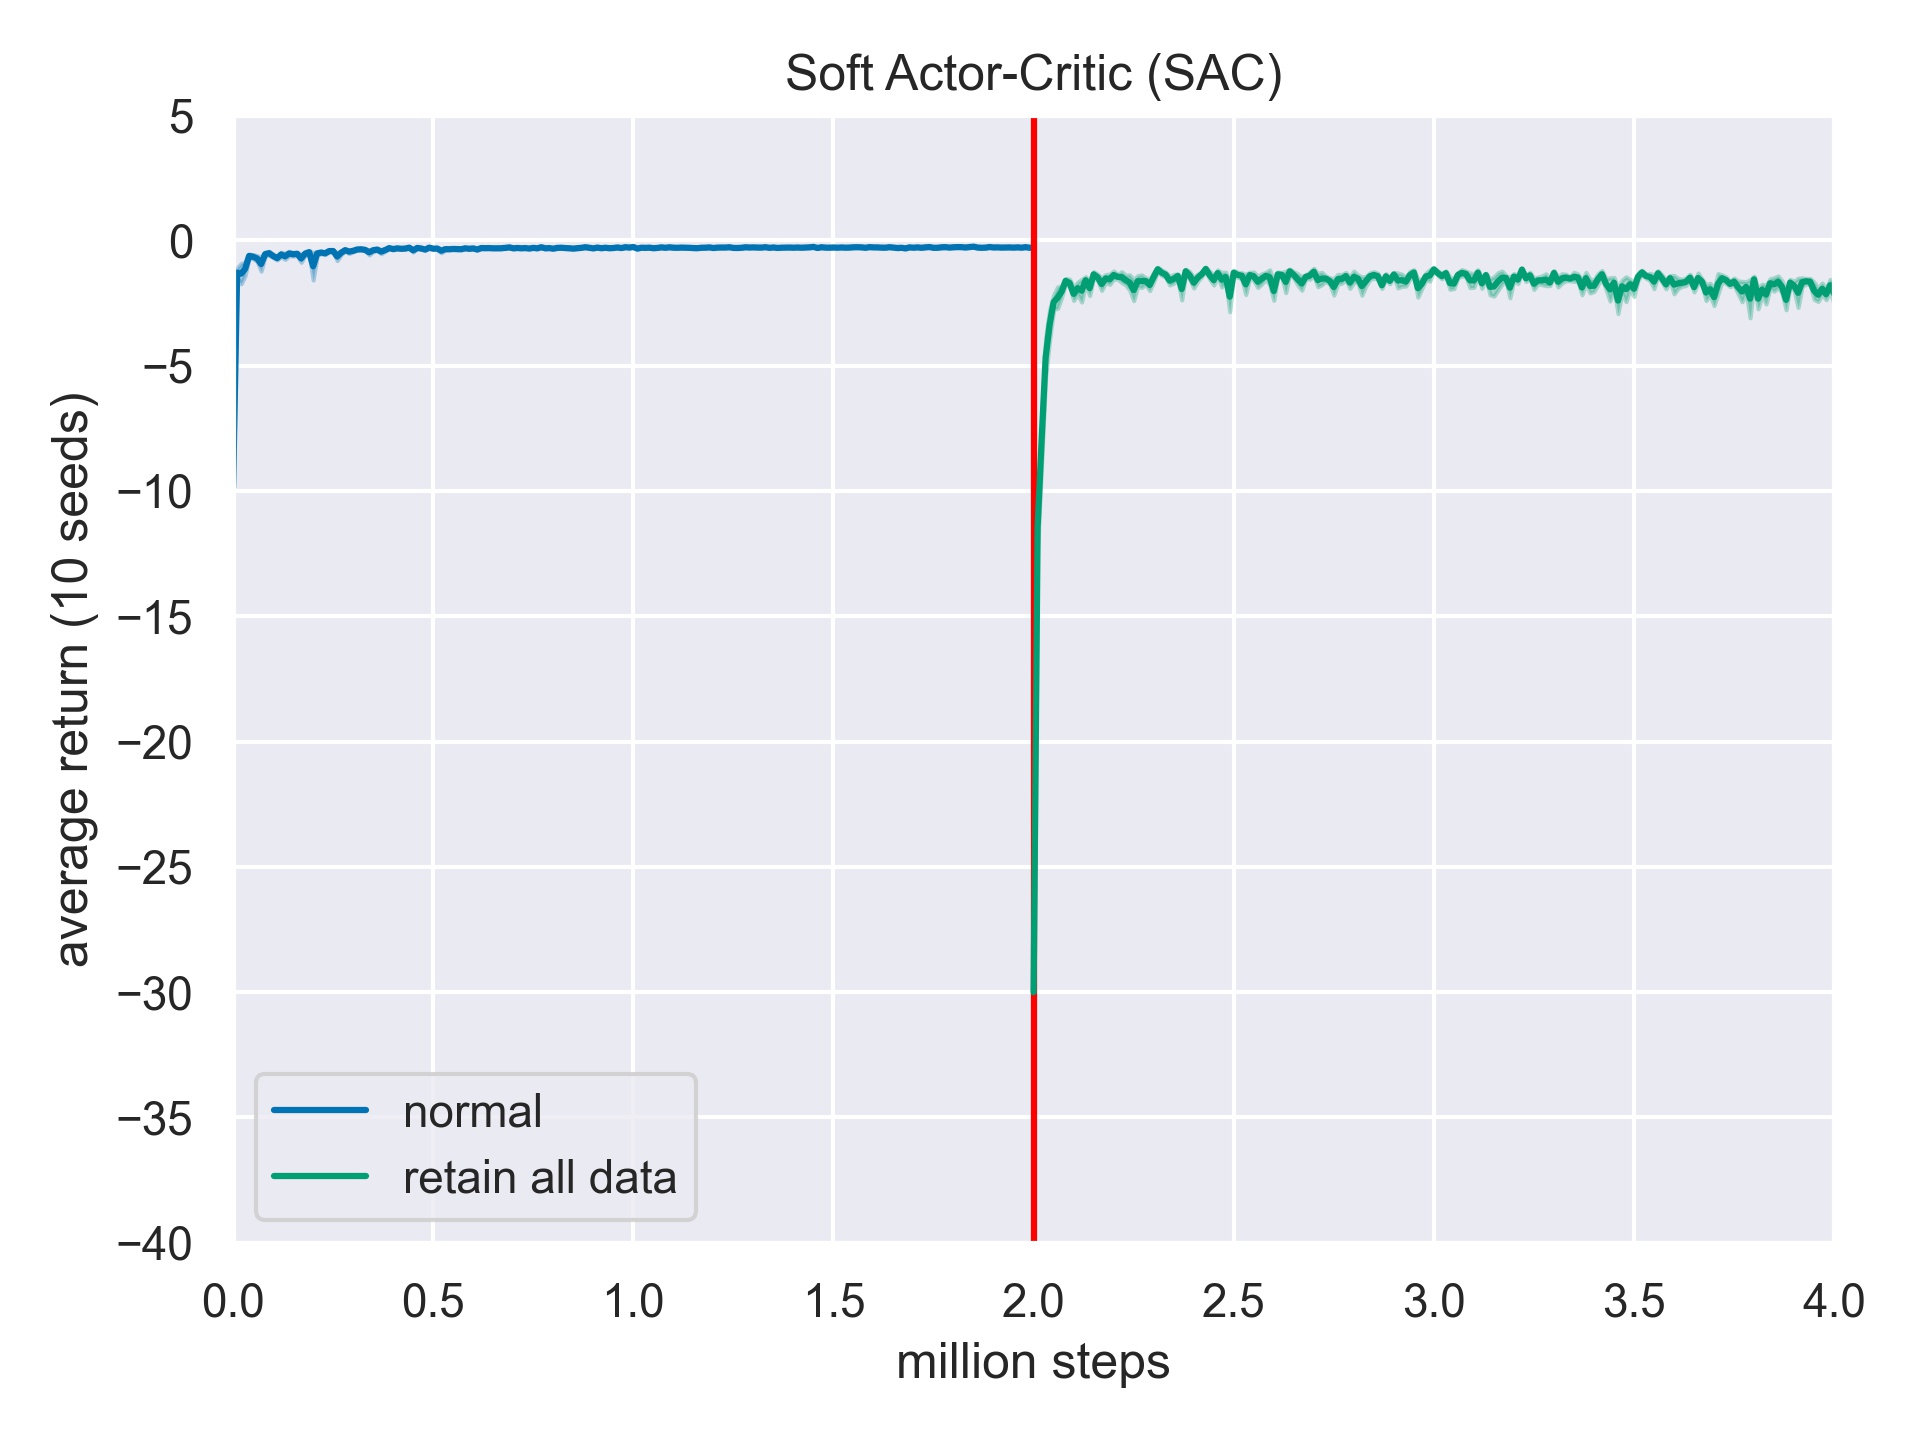 Soft Actor-Critic (SAC)
5
0
−5
−10
−15
−20
−25
−30
−35
−40
average return (10 seeds)
normal
retain all data
0.0 0.5 1.0 1.5 2.0 2.5 3.0 3.5 4.0
million steps